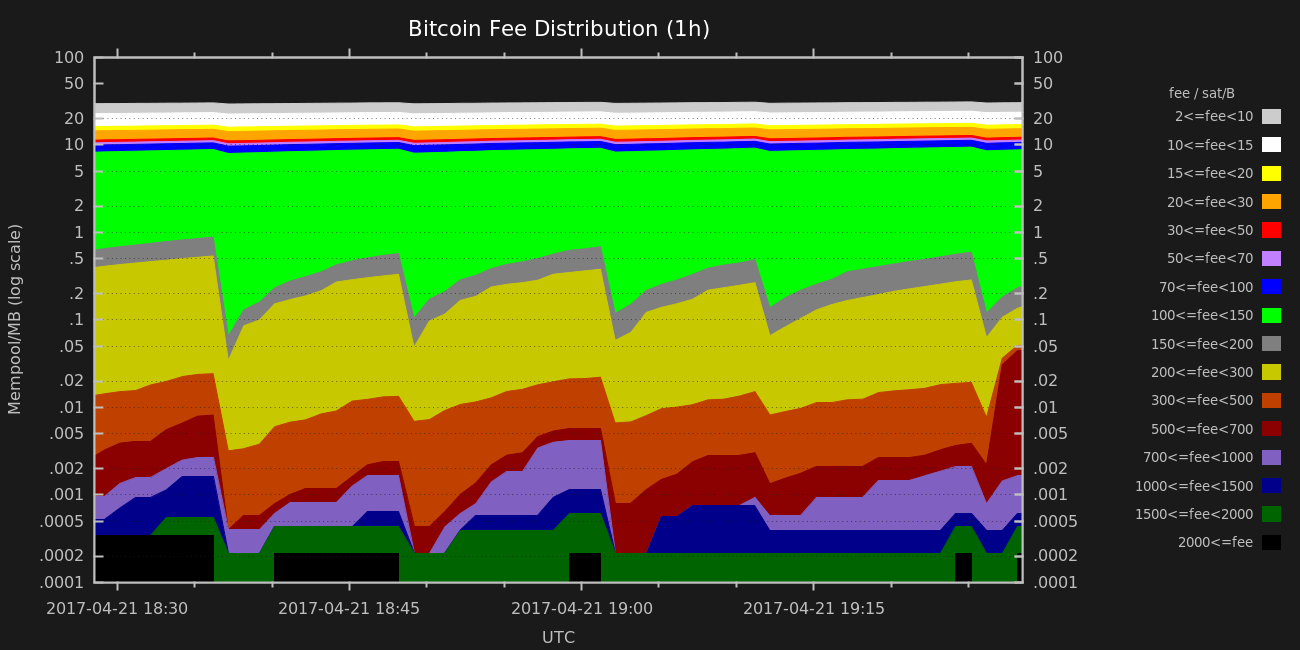 Bitcoin Fee Distribution (1h)
100 100
50 50
20 20
10 10
5 5
2 2
1 1
.5 .5
.2 .2
.1 .1
.05 .05
.02 .02
.01 .01
.005 .005
.002 .002
.001 .001
.0005 .0005
.0002 .0002
.0001 .0001
Mempool/MB (log scale)
2017-04-21 18:30 2017-04-21 18:45 2017-04-21 19:00 2017-04-21 19:15
UTC
fee / sat/B
2<=fee<10
10<=fee<15
15<=fee<20
20<=fee<30
30<=fee<50
50<=fee<70
70<=fee<100
100<=fee<150
150<=fee<200
200<=fee<300
300<=fee<500
500<=fee<700
700<=fee<1000
1000<=fee<1500
1500<=fee<2000
2000<=fee